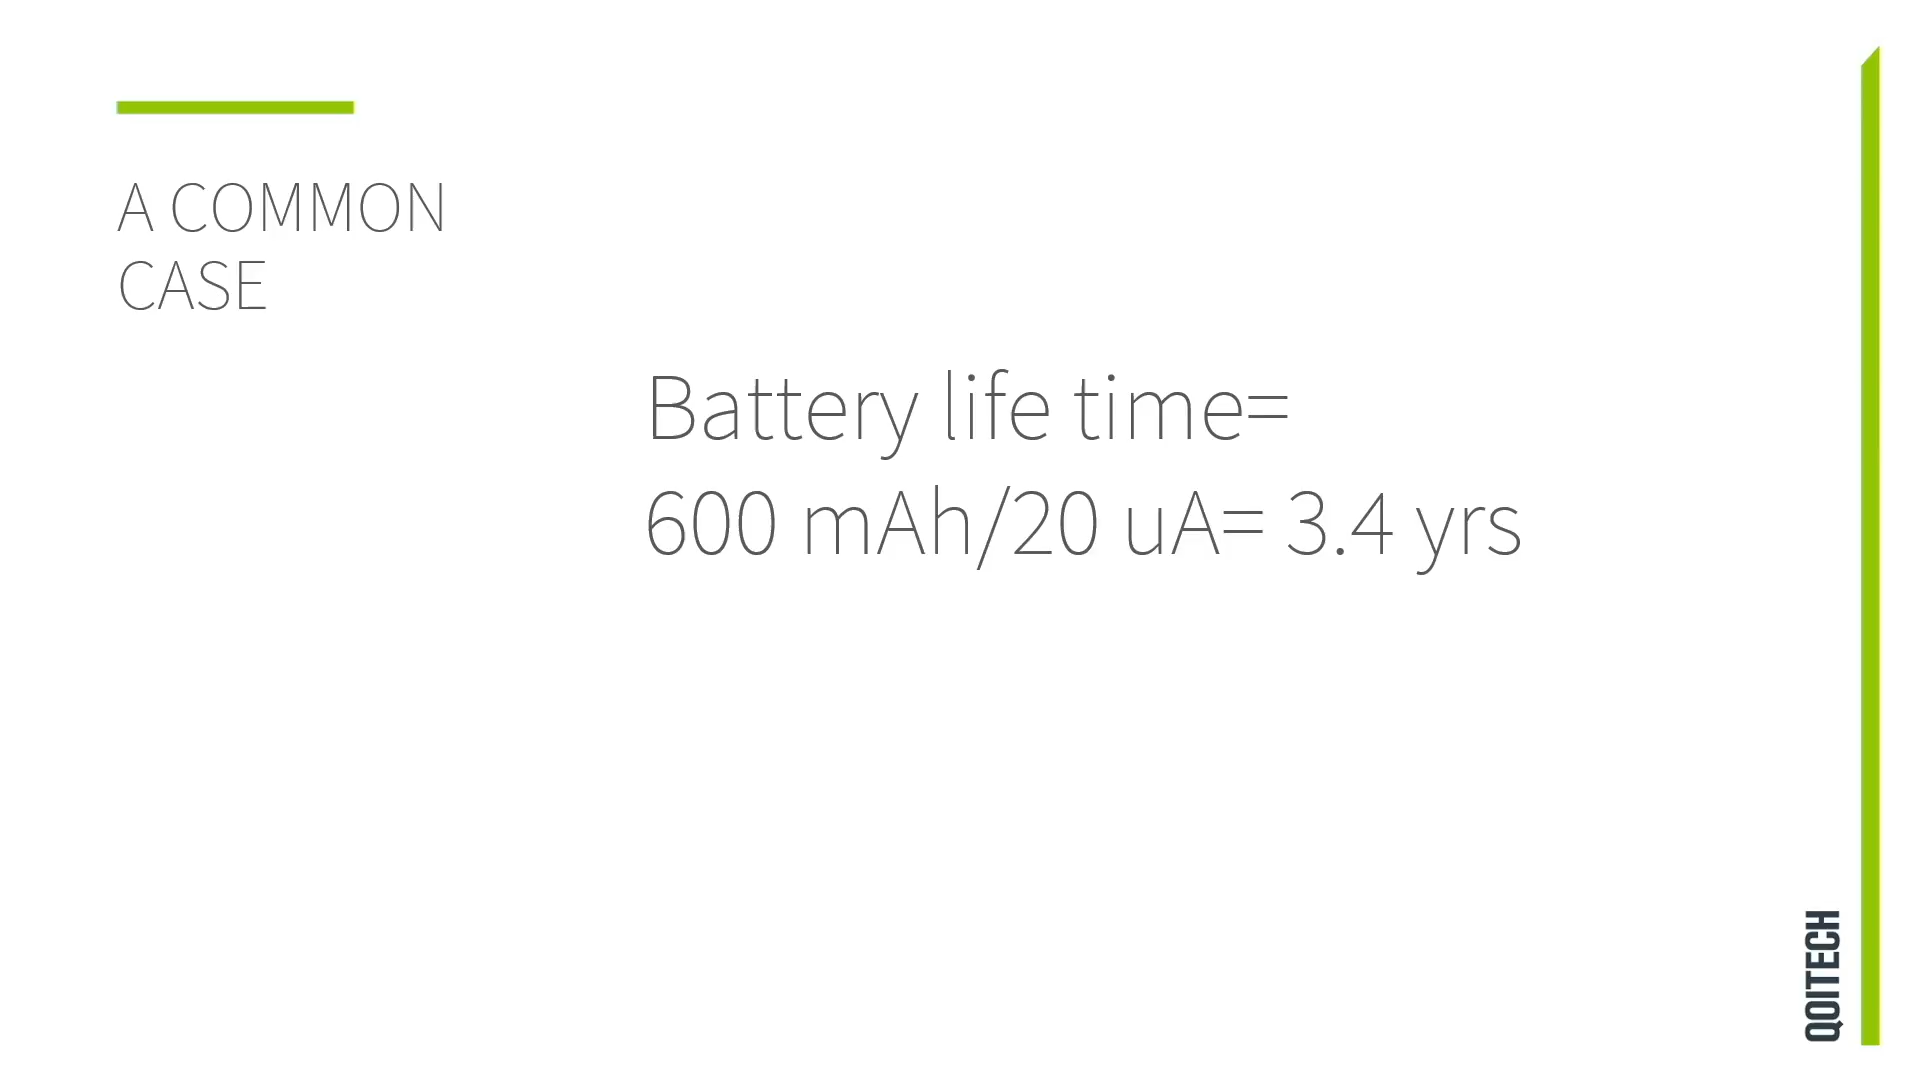 A COMMON
CASE
Battery life time=
600 mAh/20 uA= 3.4 yrs
QOITECH